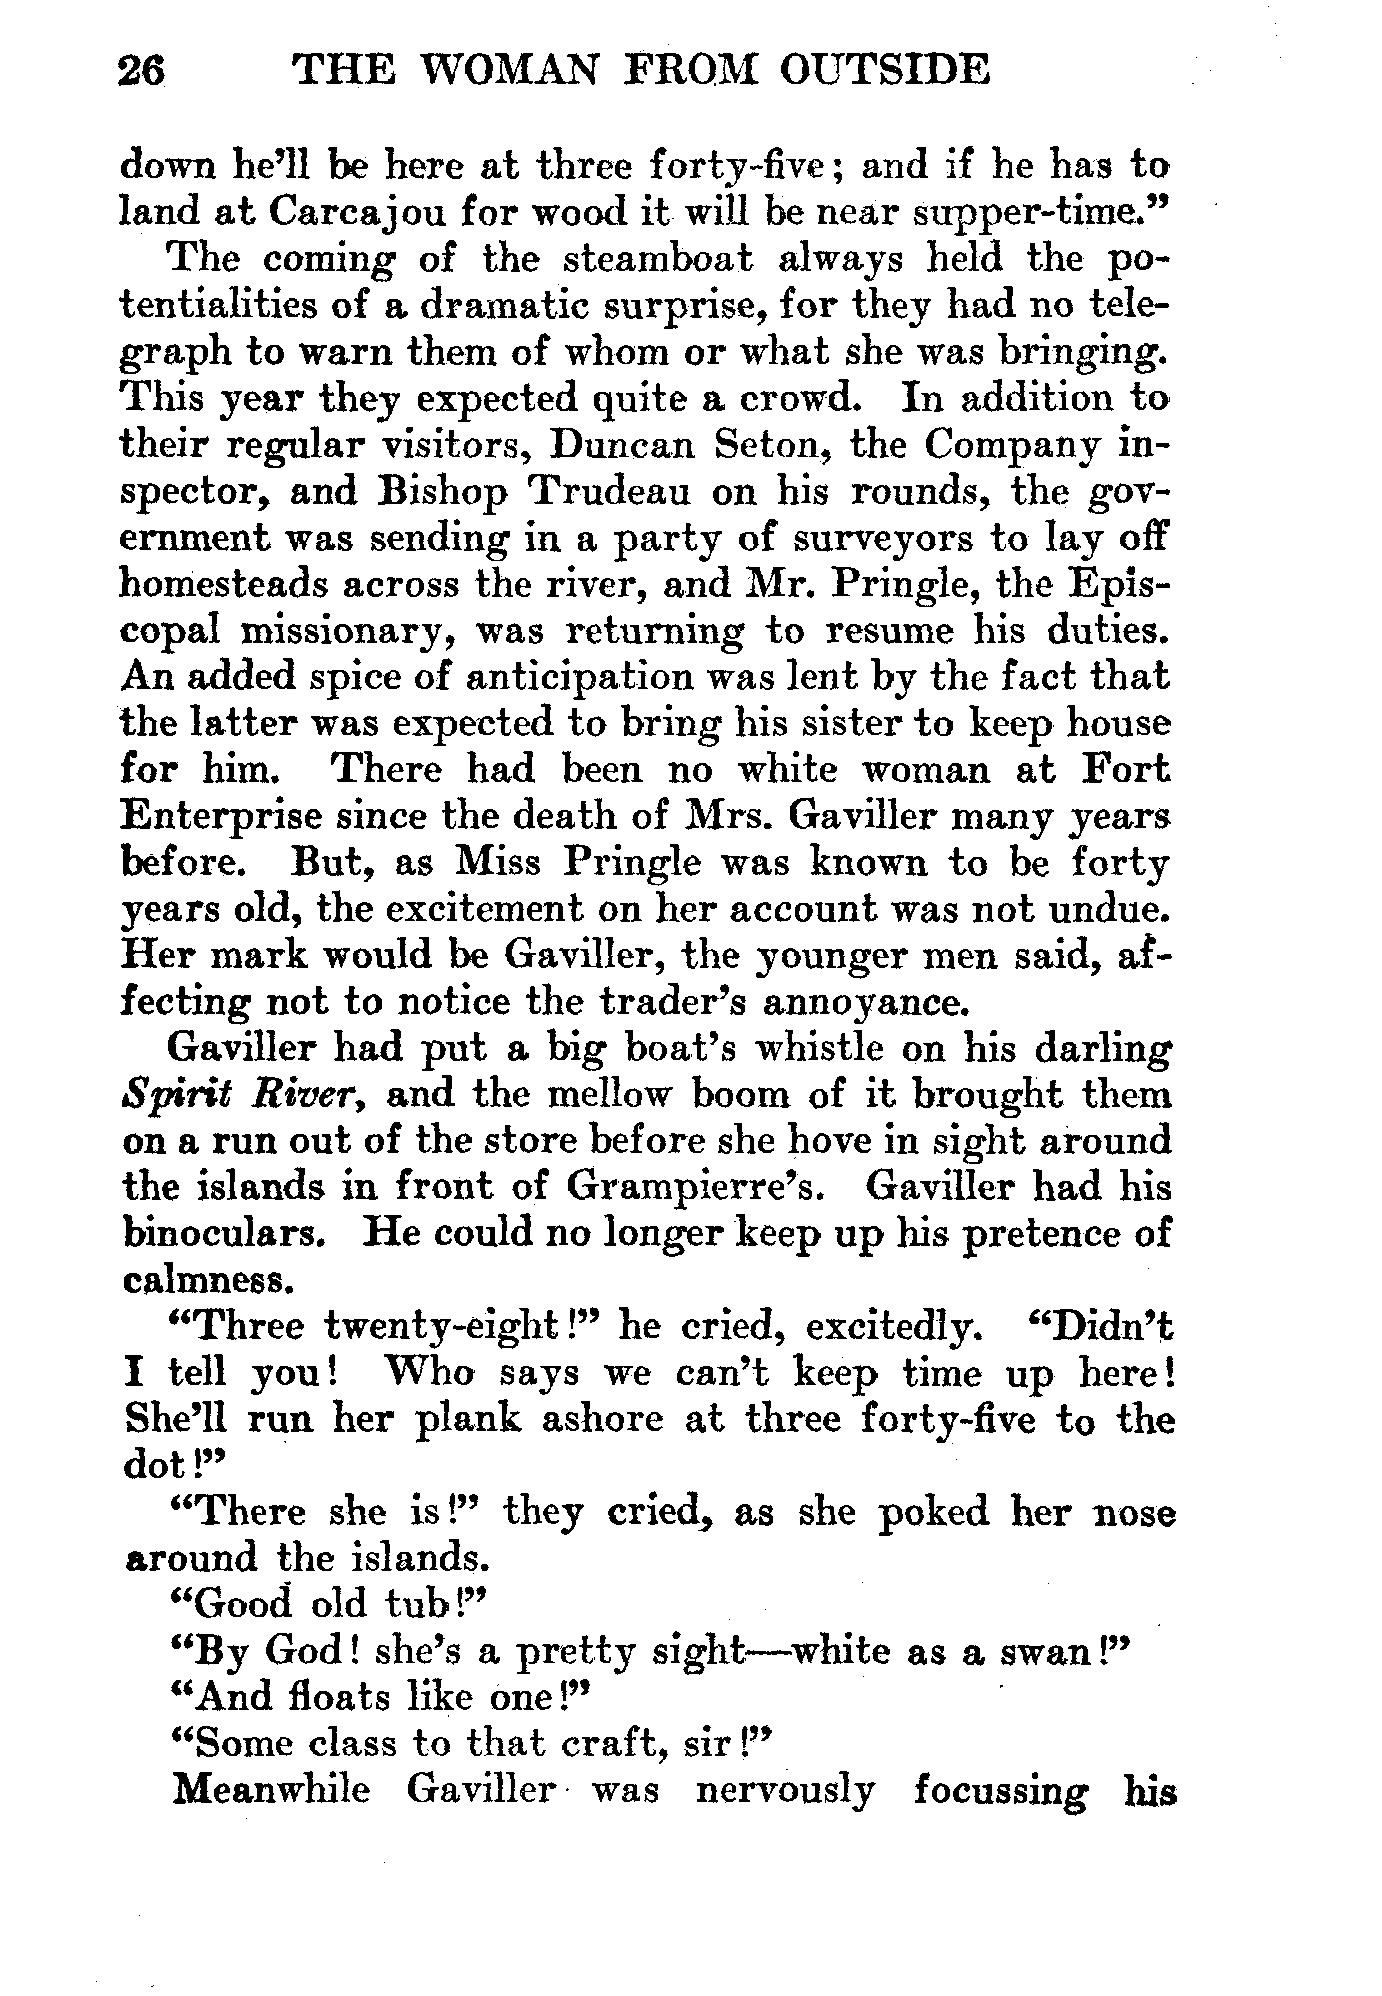 26 THE WOMAN FROM OUTSIDE
down he'll be here at three forty-five; and if he has to
land at Carcajou for wood it will be near supper-time."
The coming of the steamboat always held the po-
tentialities of a dramatic surprise, for they had no tele-
graph to warn them of whom or what she was bringing.
This year they expected quite a crowd. In addition to
their regular visitors, Duncan Seton, the Company in-
spector, and Bishop Trudeau on his rounds, the gov-
ernment was sending in a party of surveyors to lay off
homesteads across the river, and Mr. Pringle, the Epis-
copal missionary, was returning to resume his duties.
An added spice of anticipation was lent by the fact that
the latter was expected to bring his sister to keep house
for him. There had been no white woman at Fort
Enterprise since the death of Mrs. Gaviller many years
before. But, as Miss Pringle was known to be forty
years old, the excitement on her account was not undue.
Her mark would be Gaviller, the younger men said, af-
fecting not to notice the trader's annoyance.
Gaviller had put a big boat's whistle on his darling
Spirit River, and the mellow boom of it brought them
on a run out of the store before she hove in sight around
the islands in front of Grampierre's. Gaviller had his
binoculars. He could no longer keep up his pretence of
calmness.
"Three twenty-eight!" he cried, excitedly. "Didn't
I tell you! Who says we can't keep time up here!
She'll run her plank ashore at three forty-five to the
dot!"
"There she is!" they cried, as she poked her nose
around the islands.
"Good old tub!"
"By God! she's a pretty sight—white as a swan!"
"And floats like one!"
"Some class to that craft, sir!"
Meanwhile Gaviller was nervously focussing his